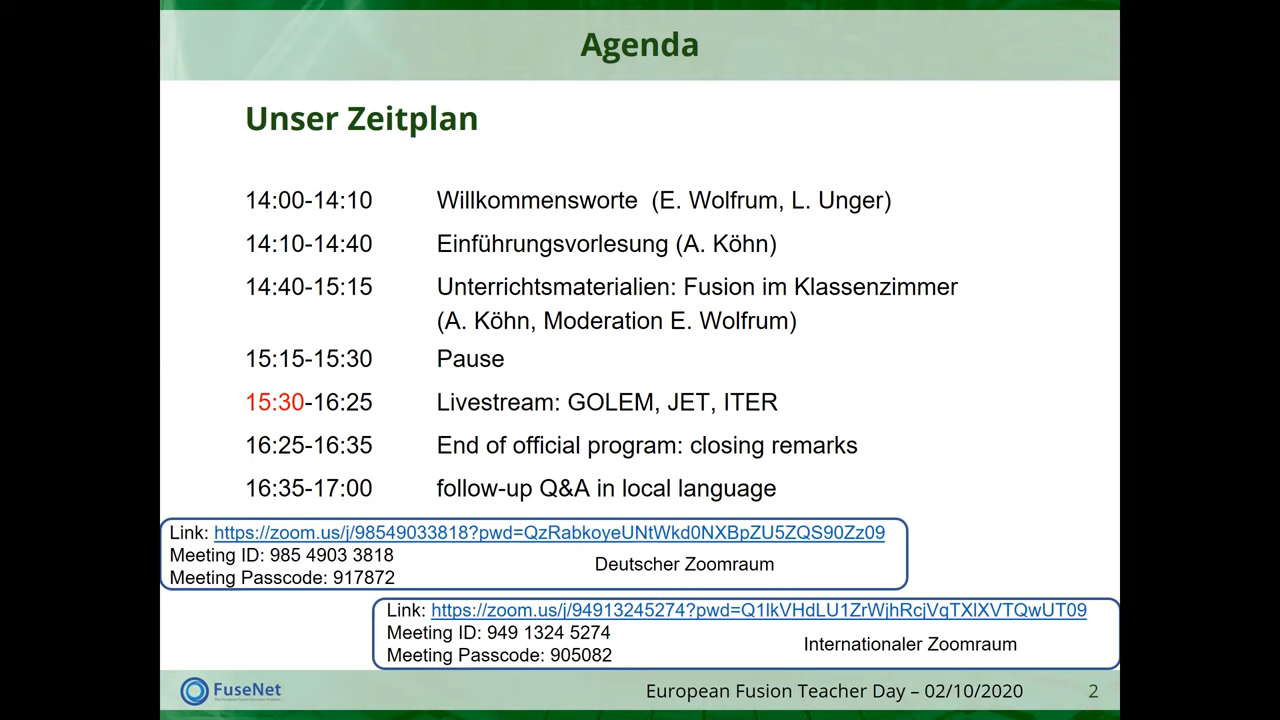 Agenda
Unser Zeitplan
14:00-14:10 Willkommensworte (E. Wolfrum, L. Unger)
14:10-14:40 Einführungsvorlesung (A. Köhn)
14:40-15:15 Unterrichtsmaterialien: Fusion im Klassenzimmer
(A. Köhn, Moderation E. Wolfrum)
15:15-15:30 Pause
15:30-16:25 Livestream: GOLEM, JET, ITER
16:25-16:35 End of official program: closing remarks
16:35-17:00 follow-up Q&A in local language
Link: https://zoom.us/j/98549033818?pwd=QzRabkoyeUNtWkd0NXBpZU5ZQS90Zz09
Meeting ID: 985 4903 3818
Deutscher Zoomraum
Meeting Passcode: 917872
Link: https://zoom.us/j/94913245274?pwd=Q1lkVHdLU1ZrWjhRcjVqTXlXVTQwUT09
Meeting ID: 949 1324 5274
Internationaler Zoomraum
Meeting Passcode: 905082
FuseNet
European Fusion Teacher Day – 02/10/2020 2